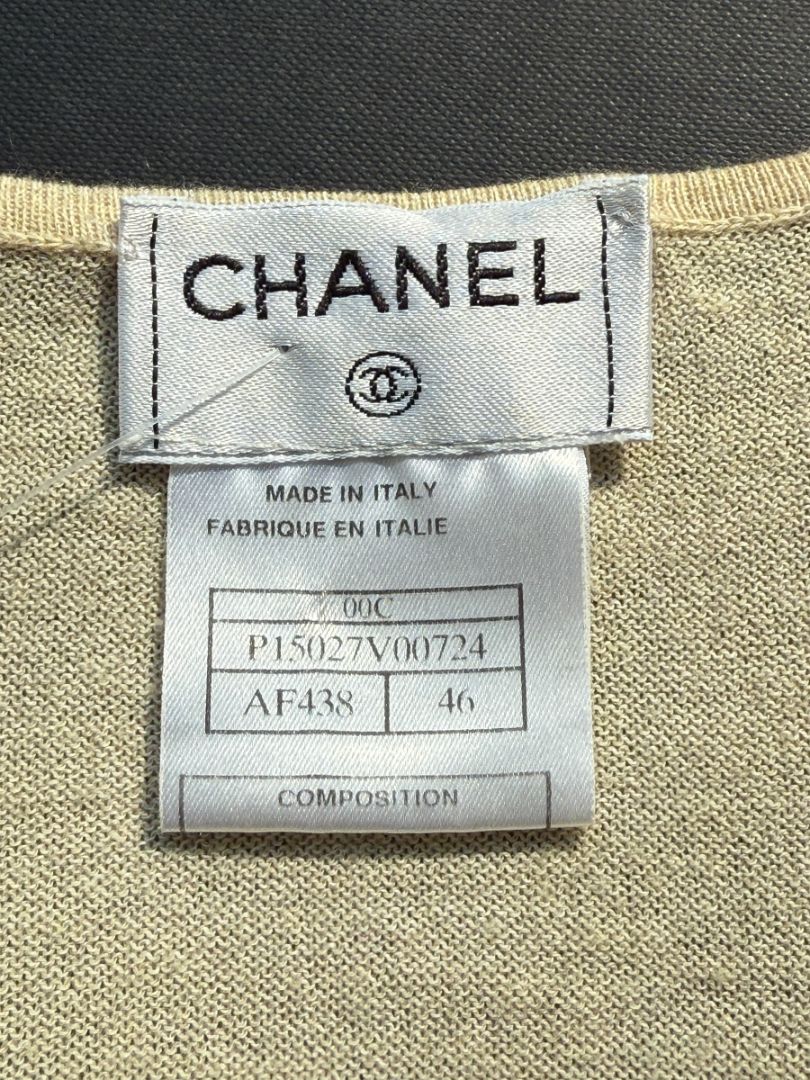 CHANEL
MADE IN ITALY
FABRIQUE EN ITALIE
00C
P15027V00724
AF438 46
COMPOSITION